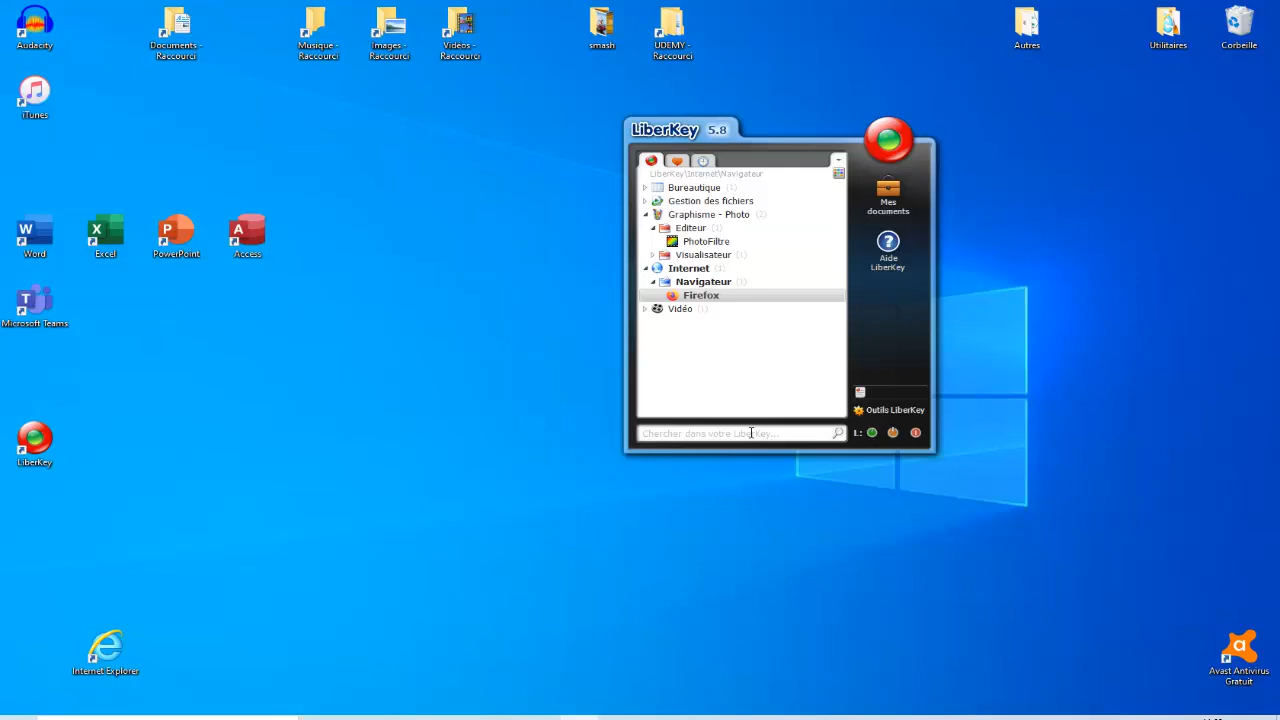 Audacity
Documents -
Raccourci
Musique -
Raccourci
Images -
Raccourci
Vidéos -
Raccourci
smash
UDEMY -
Raccourci
Autres
Utilitaires
Corbeille
iTunes
Word
Excel
PowerPoint
Access
Microsoft Teams
LiberKey
Internet Explorer
Avast Antivirus
Gratuit
LiberKey 5.8
LiberKey\Internet\Navigateur
Bureautique (1)
Gestion des fichiers
Graphisme - Photo (2)
Editeur (1)
PhotoFiltre
Visualisateur (1)
Internet (1)
Navigateur (1)
Firefox
Vidéo (1)
Chercher dans votre LiberKey...
Mes
documents
Aide
LiberKey
Outils LiberKey
L: